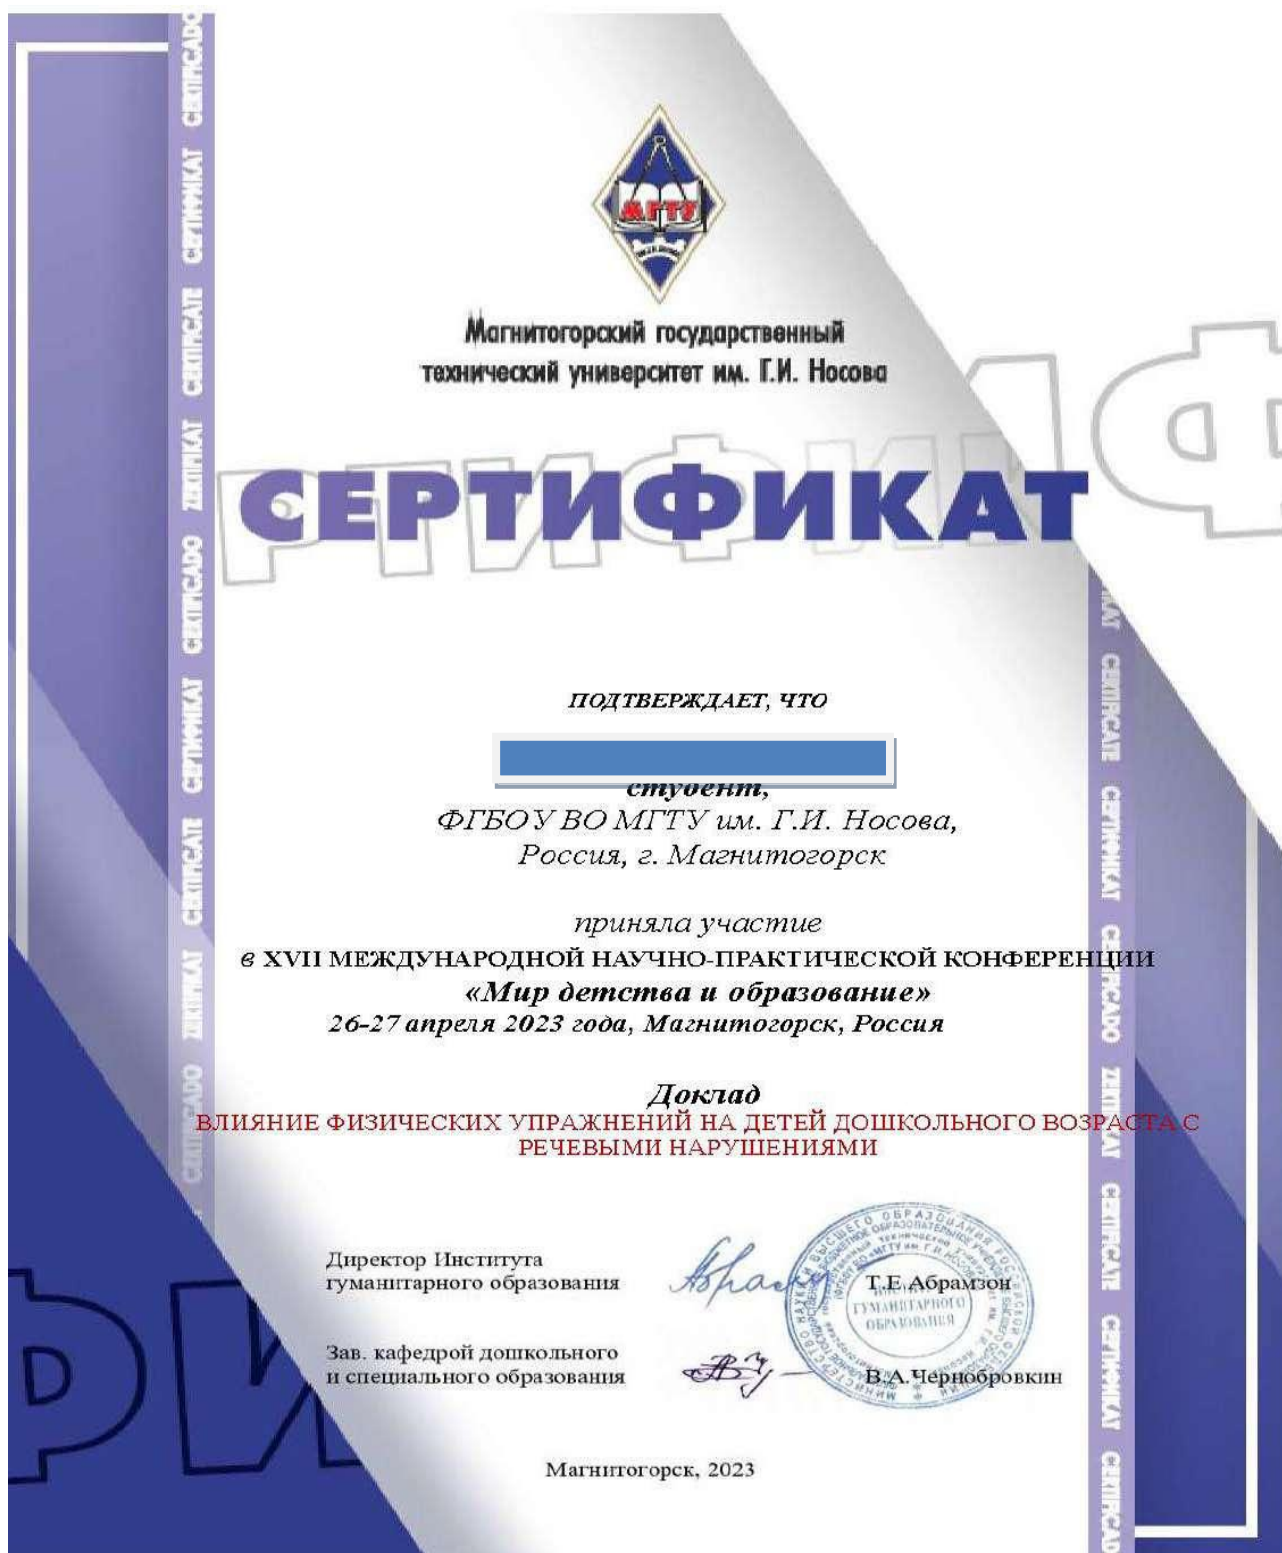 МГТУ
Магнитогорский государственный
технический университет им. Г.И. Носова
СЕРТИФИКАТ
ПОДТВЕРЖДАЕТ, ЧТО
студент,
ФГБОУ ВО МГТУ им. Г.И. Носова,
Россия, г. Магнитогорск
приняла участие
в XVII МЕЖДУНАРОДНОЙ НАУЧНО-ПРАКТИЧЕСКОЙ КОНФЕРЕНЦИИ
«Мир детства и образование»
26-27 апреля 2023 года, Магнитогорск, Россия
Доклад
ВЛИЯНИЕ ФИЗИЧЕСКИХ УПРАЖНЕНИЙ НА ДЕТЕЙ ДОШКОЛЬНОГО ВОЗРАСТА С
РЕЧЕВЫМИ НАРУШЕНИЯМИ
Директор Института
гуманитарного образования
Т.Е.Абрамзон
ГУМАНИТАРНОГО
ОБРАЗОВАНИЯ
Зав. кафедрой дошкольного
и специального образования
В.А.Чернобровкин
Магнитогорск, 2023